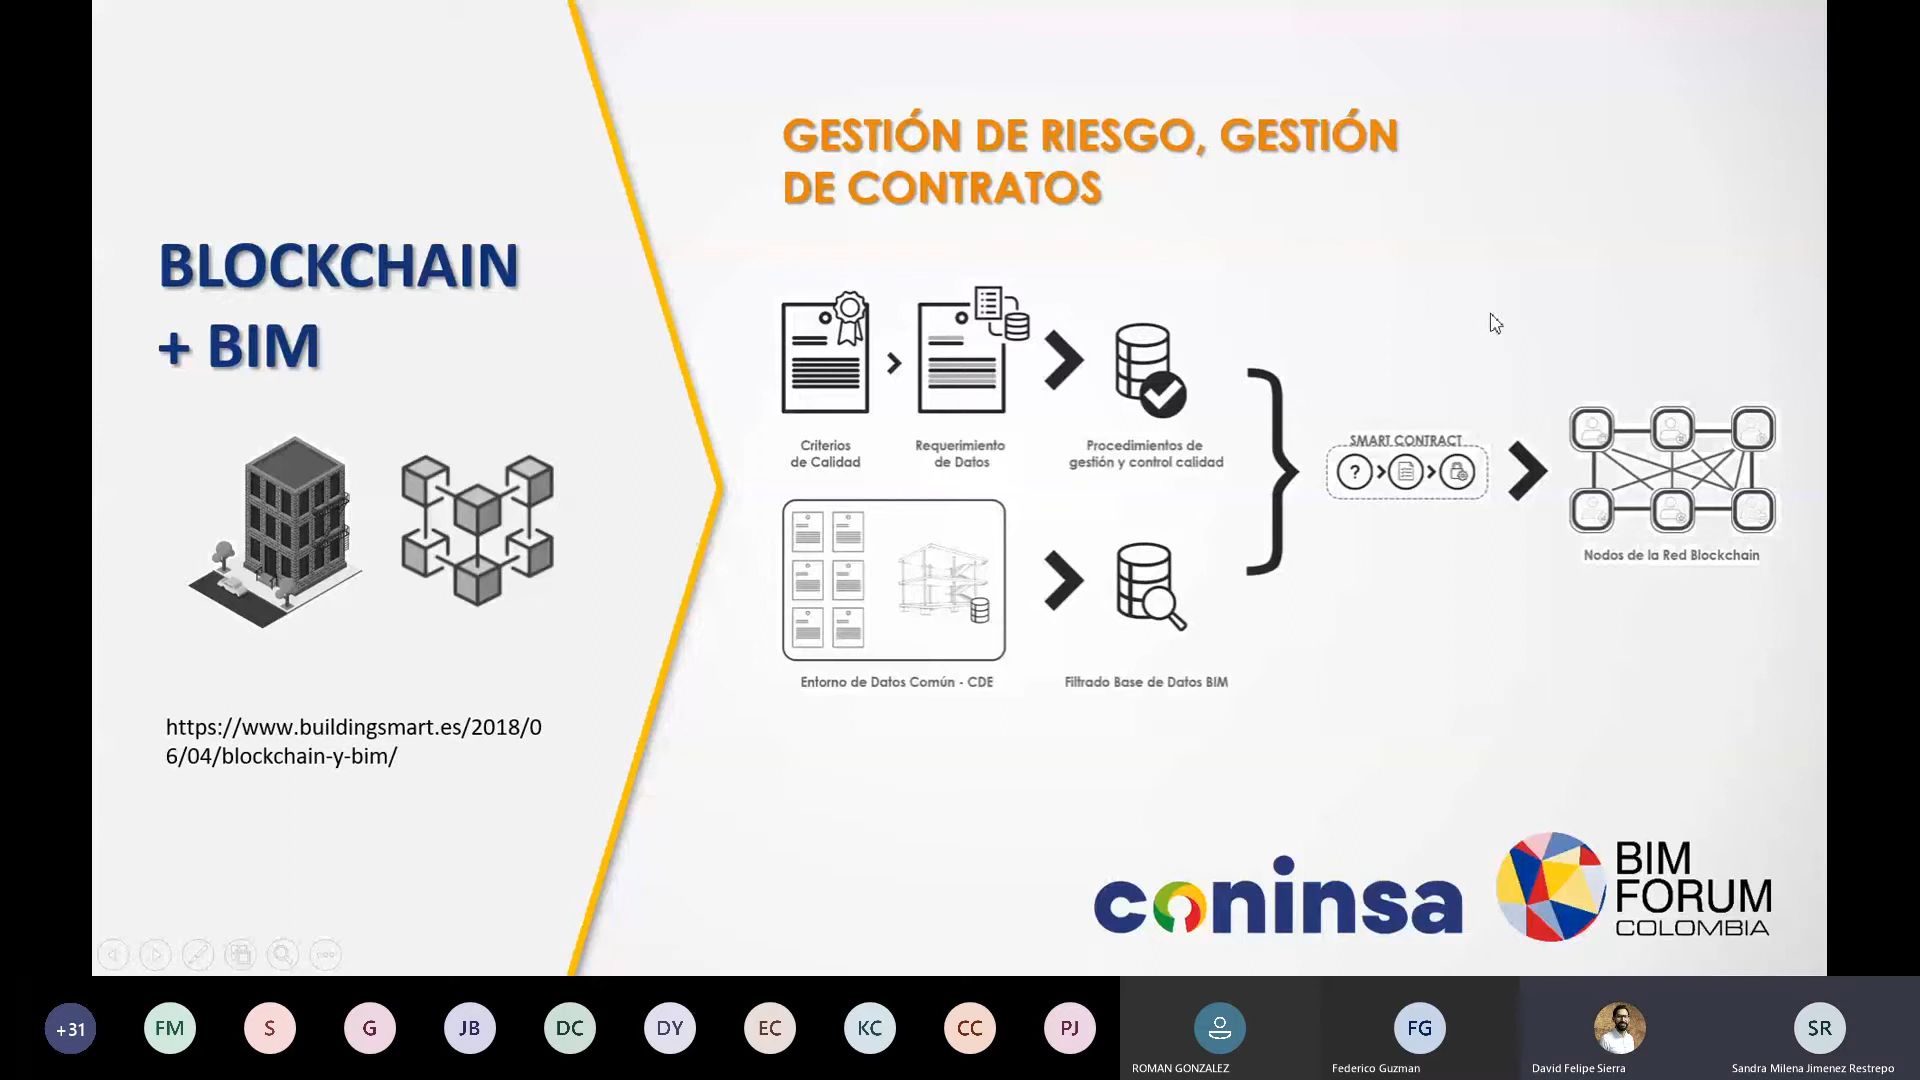 BLOCKCHAIN
+ BIM
https://www.buildingsmart.es/2018/0
6/04/blockchain-y-bim/
GESTIÓN DE RIESGO, GESTIÓN
DE CONTRATOS
Criterios
de Calidad
Requerimiento
de Datos
Procedimientos de
gestión y control calidad
SMART CONTRACT
?
Nodos de la Red Blockchain
Entorno de Datos Común - CDE
Filtrado Base de Datos BIM
coninsa
BIM
FORUM
COLOMBIA
+31
FM
S
G
JB
DC
DY
EC
KC
CC
PJ
FG
SR
ROMAN GONZALEZ
Federico Guzman
David Felipe Sierra
Sandra Milena Jimenez Restrepo